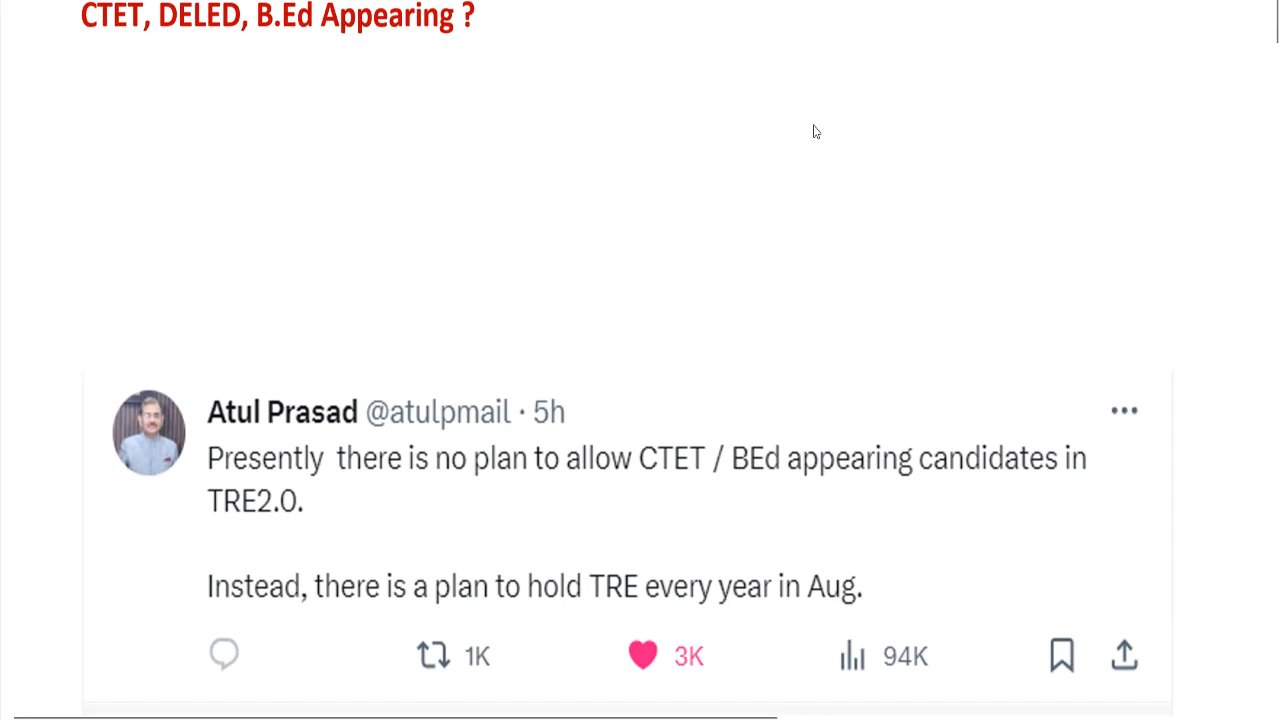 CTET, DELED, B.Ed Appearing ?
Atul Prasad @atulpmail · 5h
Presently there is no plan to allow CTET / BEd appearing candidates in
TRE2.0.
Instead, there is a plan to hold TRE every year in Aug.
1K 3K 94K